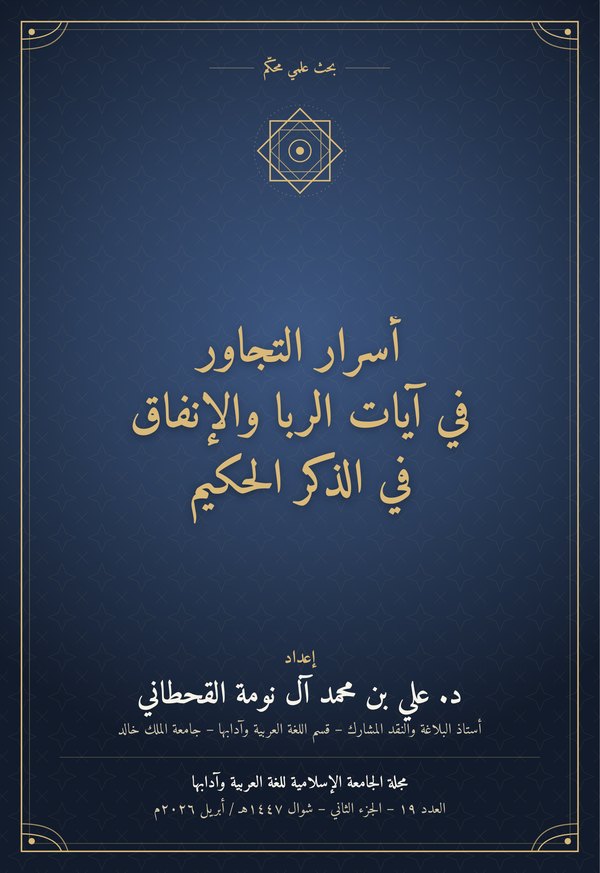 بحث علمي محكّم
أسرار التجاور
في آيات الربا والإنفاق
في الذكر الحكيم
إعداد
د. علي بن محمد آل نومة القحطاني
أستاذ البلاغة والنقد المشارك – قسم اللغة العربية وآدابها – جامعة الملك خالد
مجلة الجامعة الإسلامية للغة العربية وآدابها
العدد ١٩ – الجزء الثاني – شوال ١٤٤٧هـ / أبريل ٢٠٢٦م